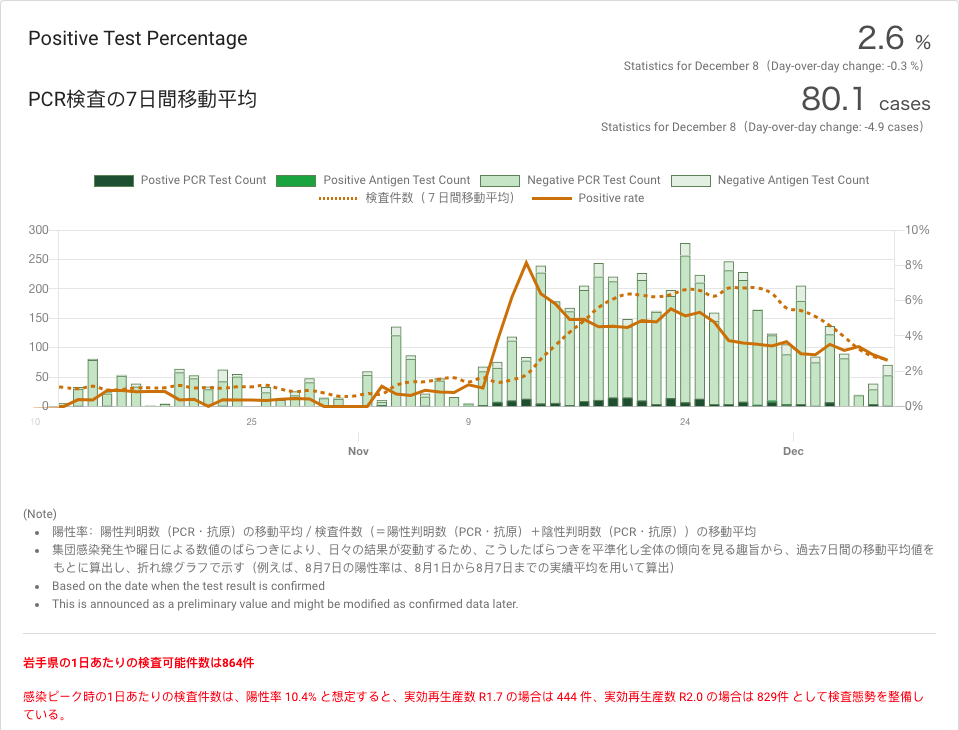 Positive Test Percentage
2.6 %
Statistics for December 8（Day-over-day change: -0.3 %）
PCR検査の7日間移動平均
80.1 cases
Statistics for December 8（Day-over-day change: -4.9 cases）
Postive PCR Test Count Positive Antigen Test Count Negative PCR Test Count Negative Antigen Test Count
検査件数（７日間移動平均） Positive rate
300 10%
250 8%
200 6%
150
100 4%
50 2%
0 0%
10 25 9 24
Nov Dec
(Note)
陽性率：陽性判明数（PCR・抗原）の移動平均 / 検査件数（＝陽性判明数（PCR・抗原）＋陰性判明数（PCR・抗原））の移動平均
集団感染発生や曜日による数値のばらつきにより、日々の結果が変動するため、こうしたばらつきを平準化し全体の傾向を見る趣旨から、過去7日間の移動平均値を
もとに算出し、折れ線グラフで示す（例えば、8月7日の陽性率は、8月1日から8月7日までの実績平均を用いて算出）
Based on the date when the test result is confirmed
This is announced as a preliminary value and might be modified as confirmed data later.
岩手県の1日あたりの検査可能件数は864件
感染ピーク時の1日あたりの検査件数は、陽性率 10.4% と想定すると、実効再生産数 R1.7 の場合は 444 件、実効再生産数 R2.0 の場合は 829件 として検査態勢を整備し
ている。